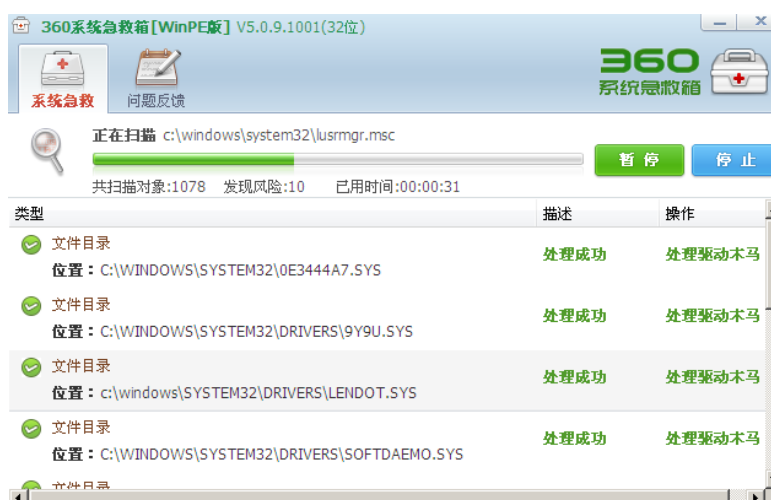 360系统急救箱[WinPE版] V5.0.9.1001(32位)
系统急救
问题反馈
360
系统急救箱
正在扫描 c:\windows\system32\lusrmgr.msc
暂 停
停 止
共扫描对象:1078 发现风险:10 已用时间:00:00:31
类型 描述 操作
文件目录
位置：C:\WINDOWS\SYSTEM32\0E3444A7.SYS
处理成功 处理驱动木马
文件目录
位置：C:\WINDOWS\SYSTEM32\DRIVERS\9Y9U.SYS
处理成功 处理驱动木马
文件目录
位置：c:\windows\SYSTEM32\DRIVERS\LENDOT.SYS
处理成功 处理驱动木马
文件目录
位置：C:\WINDOWS\SYSTEM32\DRIVERS\SOFTDAEMO.SYS
处理成功 处理驱动木马
文件目录